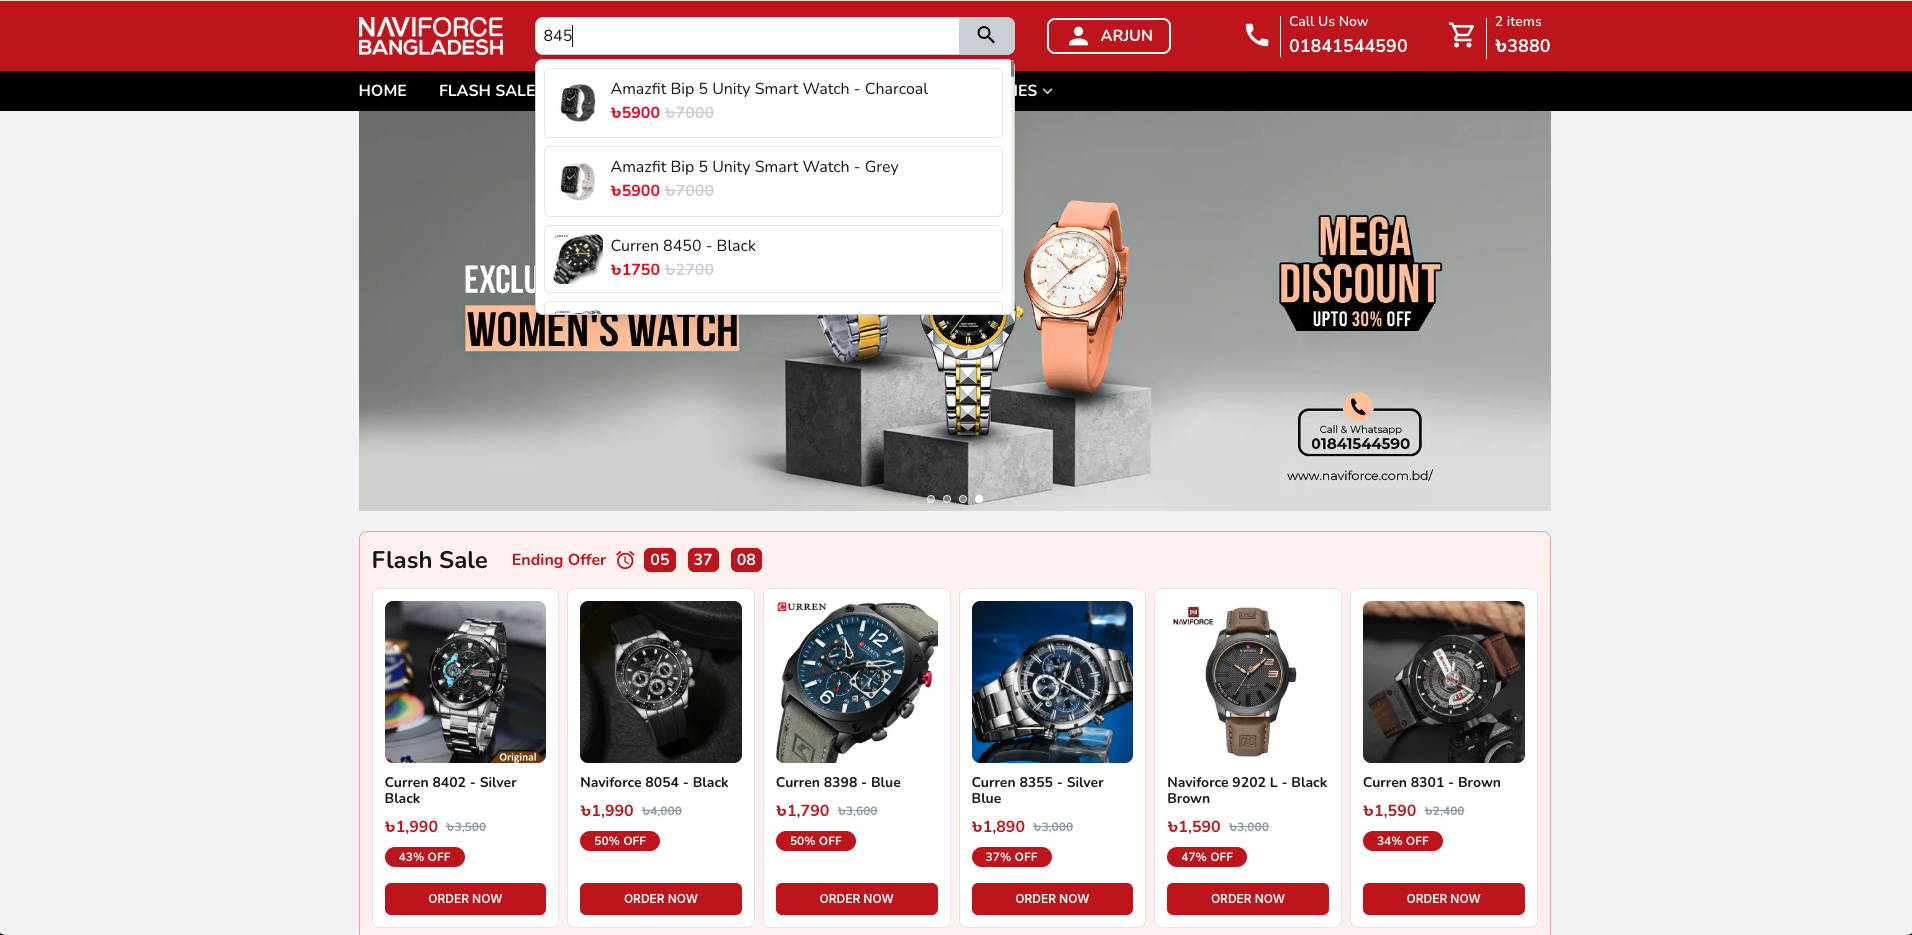 NAVIFORCE
BANGLADESH
845
ARJUN
Call Us Now
01841544590
2 items
৳3880
HOME
FLASH SALE
IES
Amazfit Bip 5 Unity Smart Watch - Charcoal
৳5900 ৳7000
Amazfit Bip 5 Unity Smart Watch - Grey
৳5900 ৳7000
Curren 8450 - Black
৳1750 ৳2700
EXCLU
WOMEN'S WATCH
MEGA
DISCOUNT
UPTO 30% OFF
Call & Whatsapp
01841544590
www.naviforce.com.bd/
Flash Sale
Ending Offer 05 37 08
Original
CURREN
NAVIFORCE
Curren 8402 - Silver
Black
৳1,990 ৳3,500
43% OFF
ORDER NOW
Naviforce 8054 - Black
৳1,990 ৳4,000
50% OFF
ORDER NOW
Curren 8398 - Blue
৳1,790 ৳3,600
50% OFF
ORDER NOW
Curren 8355 - Silver
Blue
৳1,890 ৳3,000
37% OFF
ORDER NOW
Naviforce 9202 L - Black
Brown
৳1,590 ৳3,000
47% OFF
ORDER NOW
Curren 8301 - Brown
৳1,590 ৳2,400
34% OFF
ORDER NOW